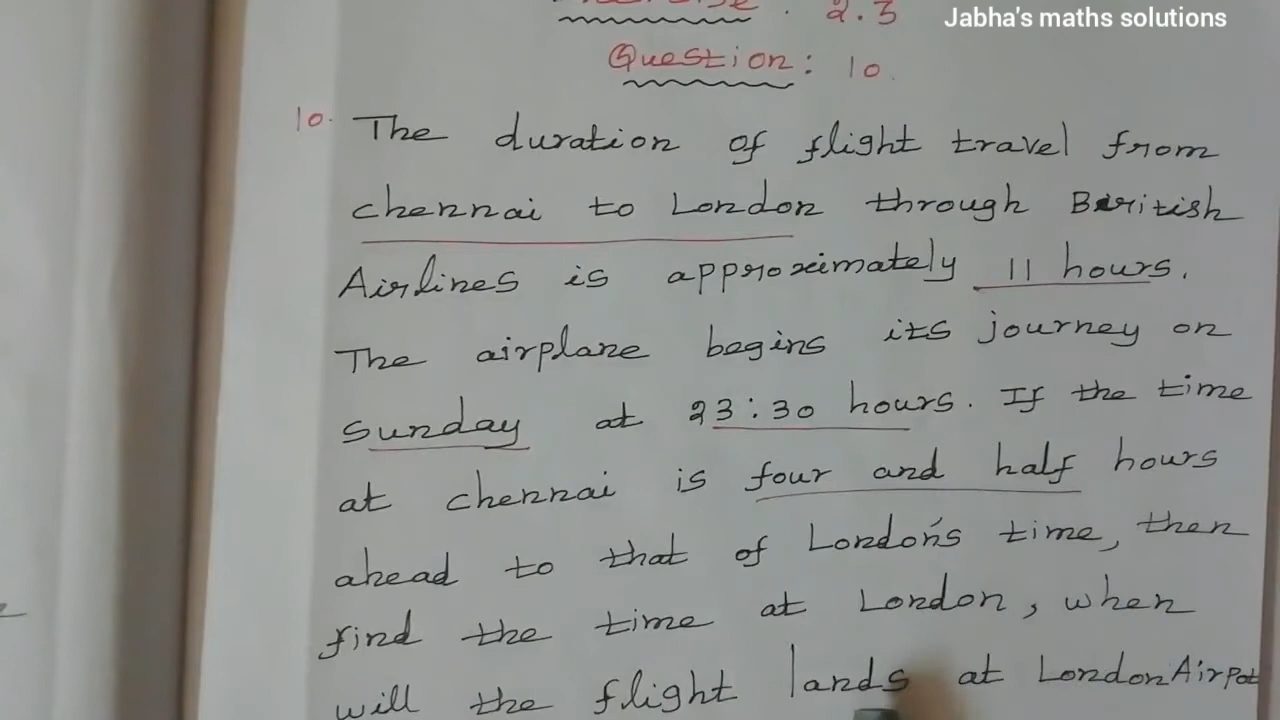 Jabha's maths solutions
: 2.3
Question: 10.
10. The duration of flight travel from
chennai to London through British
Airlines is approximately 11 hours.
The airplane begins its journey on
sunday at 23:30 hours. If the time
at chennai is four and half hours
ahead to that of London's time, then
find the time at London, when
will the flight lands at London Airpot